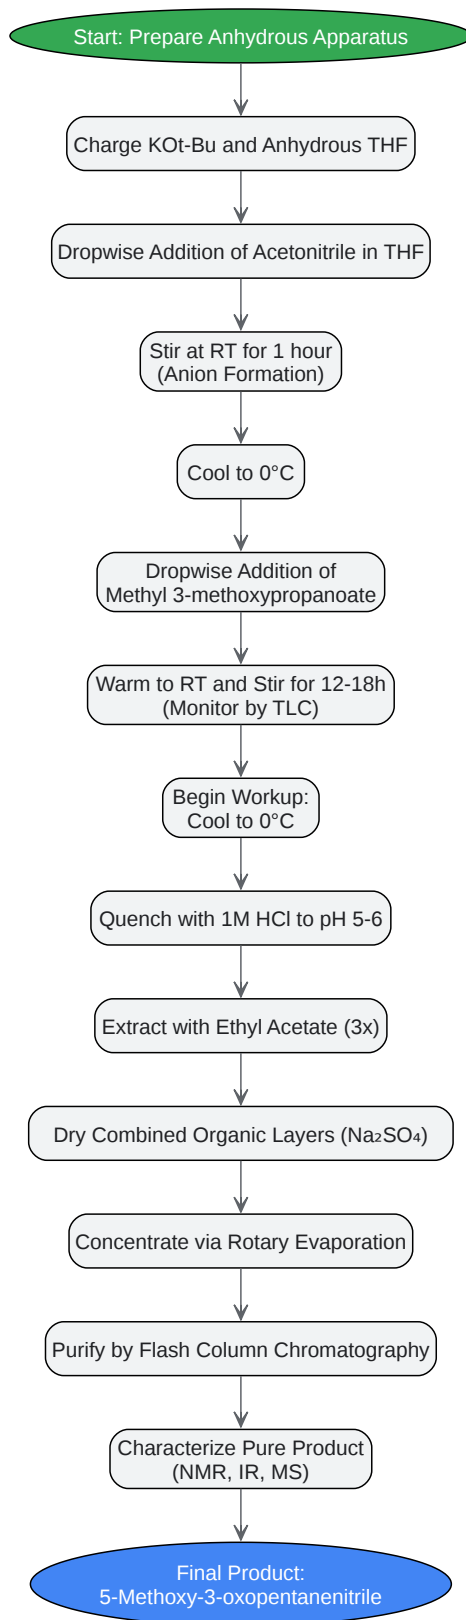 Start: Prepare Anhydrous Apparatus
Charge KOt-Bu and Anhydrous THF
Dropwise Addition of Acetonitrile in THF
Stir at RT for 1 hour
(Anion Formation)
Cool to 0°C
Dropwise Addition of
Methyl 3-methoxypropanoate
Warm to RT and Stir for 12-18h
(Monitor by TLC)
Begin Workup:
Cool to 0°C
Quench with 1M HCl to pH 5-6
Extract with Ethyl Acetate (3x)
Dry Combined Organic Layers (Na₂SO₄)
Concentrate via Rotary Evaporation
Purify by Flash Column Chromatography
Characterize Pure Product
(NMR, IR, MS)
Final Product:
5-Methoxy-3-oxopentanenitrile